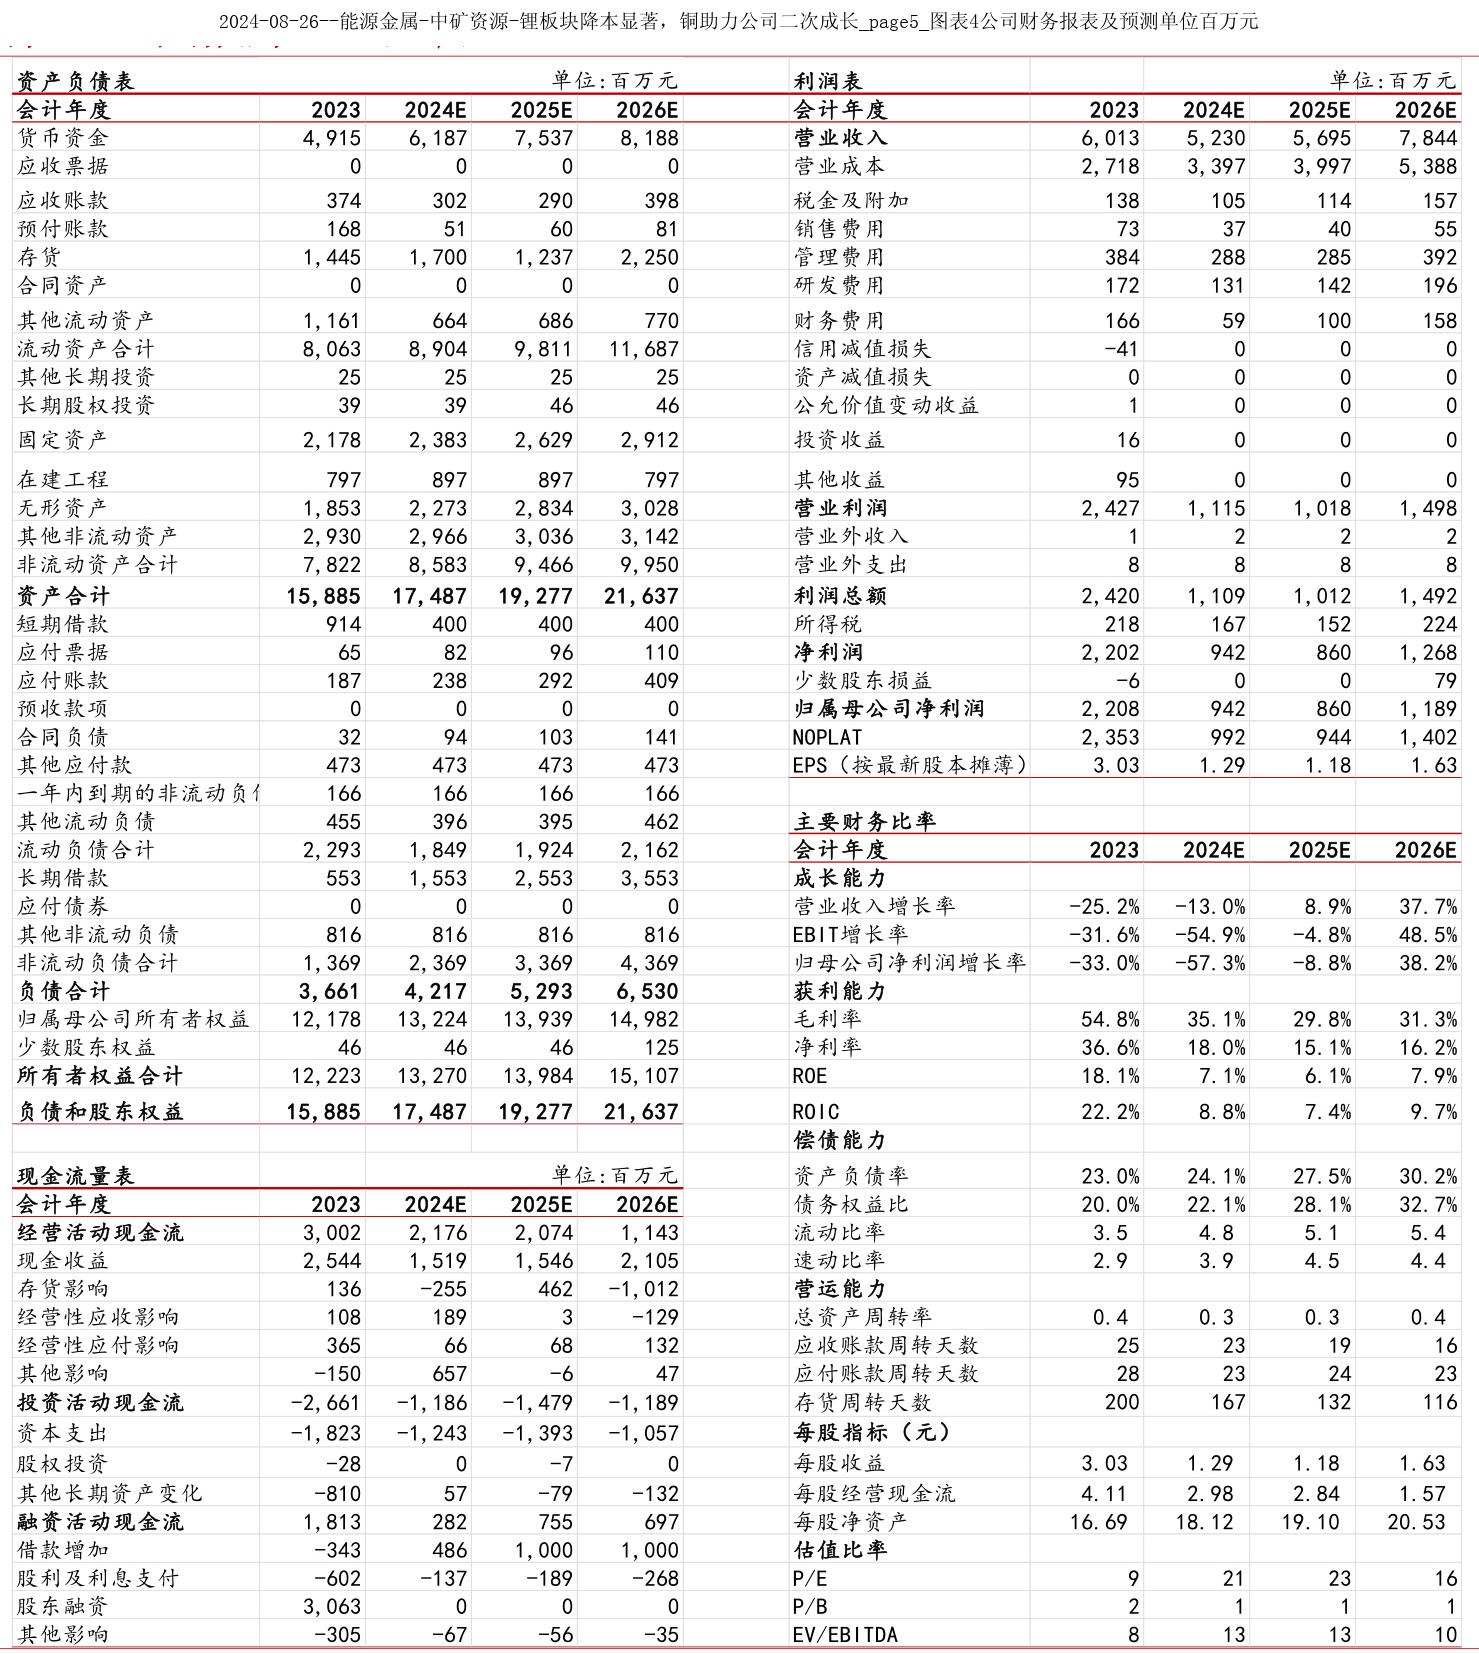 2024-08-26--能源金属-中矿资源-锂板块降本显著，铜助力公司二次成长_page5_图表4公司财务报表及预测单位百万元
资产负债表 单位:百万元
会计年度 2023 2024E 2025E 2026E
货币资金 4,915 6,187 7,537 8,188
应收票据 0 0 0 0
应收账款 374 302 290 398
预付账款 168 51 60 81
存货 1,445 1,700 1,237 2,250
合同资产 0 0 0 0
其他流动资产 1,161 664 686 770
流动资产合计 8,063 8,904 9,811 11,687
其他长期投资 25 25 25 25
长期股权投资 39 39 46 46
固定资产 2,178 2,383 2,629 2,912
在建工程 797 897 897 797
无形资产 1,853 2,273 2,834 3,028
其他非流动资产 2,930 2,966 3,036 3,142
非流动资产合计 7,822 8,583 9,466 9,950
资产合计 15,885 17,487 19,277 21,637
短期借款 914 400 400 400
应付票据 65 82 96 110
应付账款 187 238 292 409
预收款项 0 0 0 0
合同负债 32 94 103 141
其他应付款 473 473 473 473
一年内到期的非流动负 166 166 166 166
其他流动负债 455 396 395 462
流动负债合计 2,293 1,849 1,924 2,162
长期借款 553 1,553 2,553 3,553
应付债券 0 0 0 0
其他非流动负债 816 816 816 816
非流动负债合计 1,369 2,369 3,369 4,369
负债合计 3,661 4,217 5,293 6,530
归属母公司所有者权益 12,178 13,224 13,939 14,982
少数股东权益 46 46 46 125
所有者权益合计 12,223 13,270 13,984 15,107
负债和股东权益 15,885 17,487 19,277 21,637
现金流量表 单位:百万元
会计年度 2023 2024E 2025E 2026E
经营活动现金流 3,002 2,176 2,074 1,143
现金收益 2,544 1,519 1,546 2,105
存货影响 136 -255 462 -1,012
经营性应收影响 108 189 3 -129
经营性应付影响 365 66 68 132
其他影响 -150 657 -6 47
投资活动现金流 -2,661 -1,186 -1,479 -1,189
资本支出 -1,823 -1,243 -1,393 -1,057
股权投资 -28 0 -7 0
其他长期资产变化 -810 57 -79 -132
融资活动现金流 1,813 282 755 697
借款增加 -343 486 1,000 1,000
股利及利息支付 -602 -137 -189 -268
股东融资 3,063 0 0 0
其他影响 -305 -67 -56 -35
利润表 单位:百万元
会计年度 2023 2024E 2025E 2026E
营业收入 6,013 5,230 5,695 7,844
营业成本 2,718 3,397 3,997 5,388
税金及附加 138 105 114 157
销售费用 73 37 40 55
管理费用 384 288 285 392
研发费用 172 131 142 196
财务费用 166 59 100 158
信用减值损失 -41 0 0 0
资产减值损失 0 0 0 0
公允价值变动收益 1 0 0 0
投资收益 16 0 0 0
其他收益 95 0 0 0
营业利润 2,427 1,115 1,018 1,498
营业外收入 1 2 2 2
营业外支出 8 8 8 8
利润总额 2,420 1,109 1,012 1,492
所得税 218 167 152 224
净利润 2,202 942 860 1,268
少数股东损益 -6 0 0 79
归属母公司净利润 2,208 942 860 1,189
NOPLAT 2,353 992 944 1,402
EPS（按最新股本摊薄） 3.03 1.29 1.18 1.63
主要财务比率
会计年度 2023 2024E 2025E 2026E
成长能力
营业收入增长率 -25.2% -13.0% 8.9% 37.7%
EBIT增长率 -31.6% -54.9% -4.8% 48.5%
归母公司净利润增长率 -33.0% -57.3% -8.8% 38.2%
获利能力
毛利率 54.8% 35.1% 29.8% 31.3%
净利率 36.6% 18.0% 15.1% 16.2%
ROE 18.1% 7.1% 6.1% 7.9%
ROIC 22.2% 8.8% 7.4% 9.7%
偿债能力
资产负债率 23.0% 24.1% 27.5% 30.2%
债务权益比 20.0% 22.1% 28.1% 32.7%
流动比率 3.5 4.8 5.1 5.4
速动比率 2.9 3.9 4.5 4.4
营运能力
总资产周转率 0.4 0.3 0.3 0.4
应收账款周转天数 25 23 19 16
应付账款周转天数 28 23 24 23
存货周转天数 200 167 132 116
每股指标（元）
每股收益 3.03 1.29 1.18 1.63
每股经营现金流 4.11 2.98 2.84 1.57
每股净资产 16.69 18.12 19.10 20.53
估值比率
P/E 9 21 23 16
P/B 2 1 1 1
EV/EBITDA 8 13 13 10